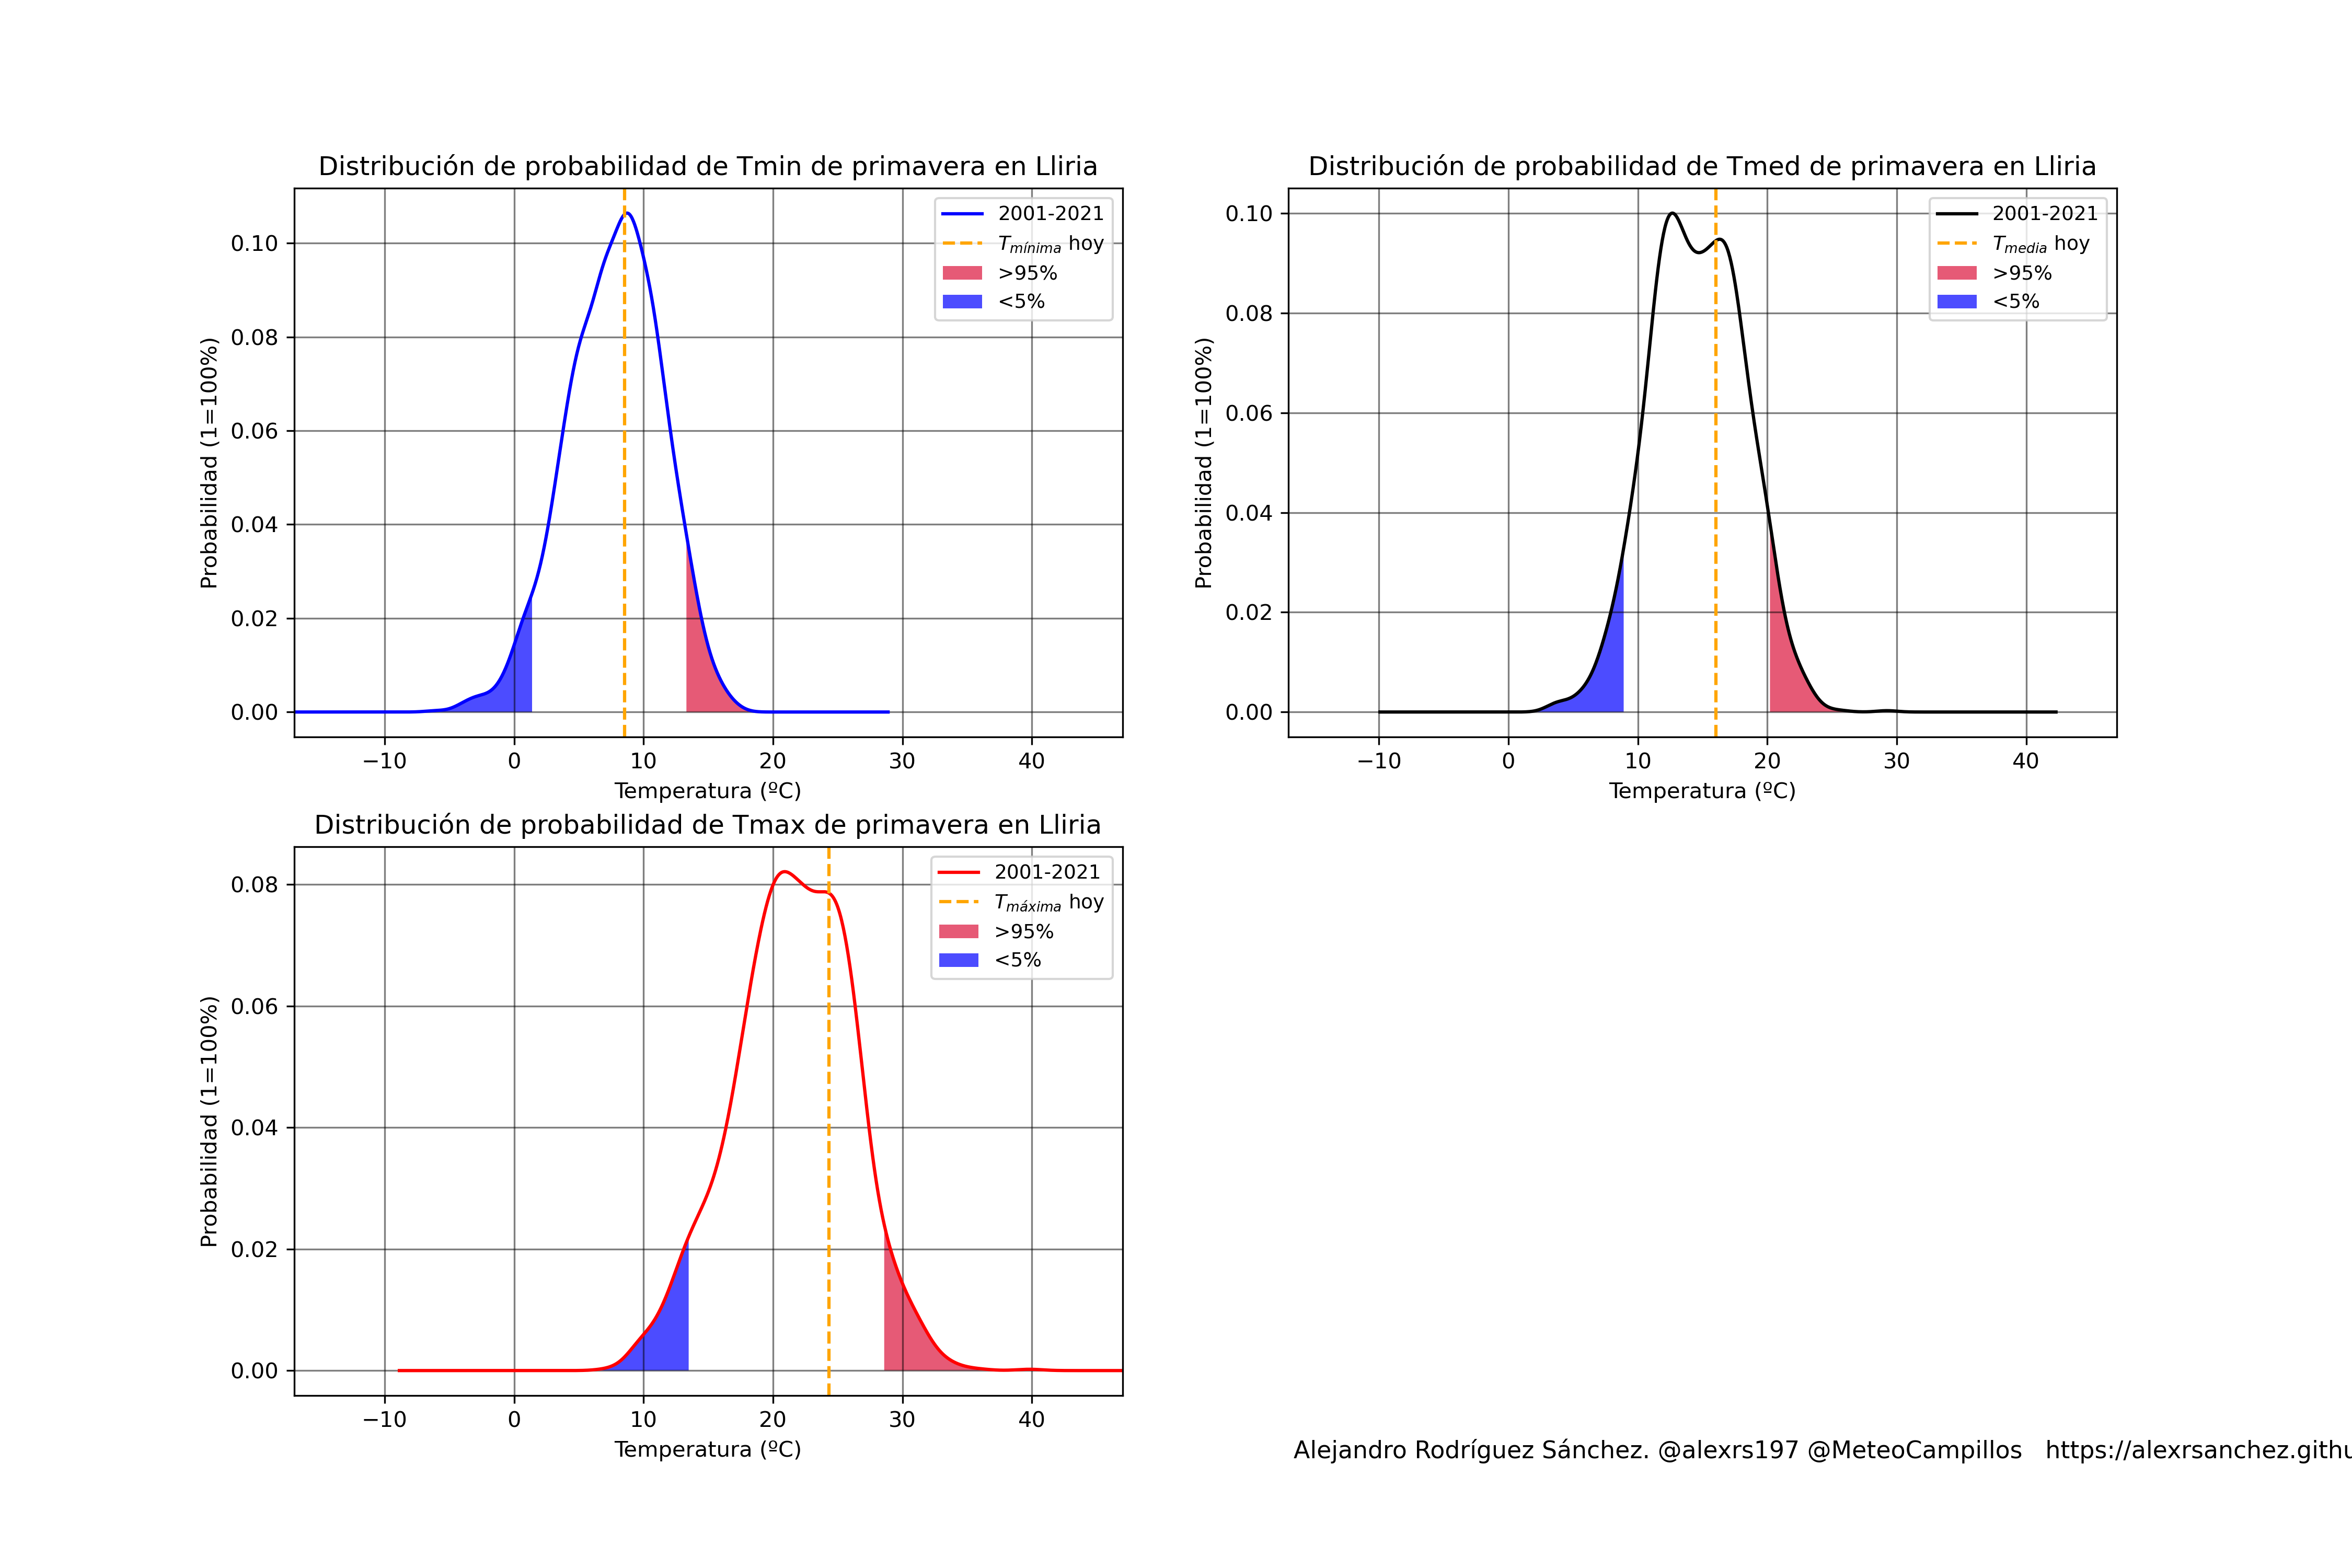 Distribución de probabilidad de Tmin de primavera en Lliria
Probabilidad (1=100%)
0.10
0.08
0.06
0.04
0.02
0.00
2001-2021
Tmínima hoy
>95%
<5%
−10 0 10 20 30 40
Temperatura (ºC)
Distribución de probabilidad de Tmed de primavera en Lliria
Probabilidad (1=100%)
0.10
0.08
0.06
0.04
0.02
0.00
2001-2021
Tmedia hoy
>95%
<5%
−10 0 10 20 30 40
Temperatura (ºC)
Distribución de probabilidad de Tmax de primavera en Lliria
Probabilidad (1=100%)
0.08
0.06
0.04
0.02
0.00
2001-2021
Tmáxima hoy
>95%
<5%
−10 0 10 20 30 40
Temperatura (ºC)
Alejandro Rodríguez Sánchez. @alexrs197 @MeteoCampillos https://alexrsanchez.githu